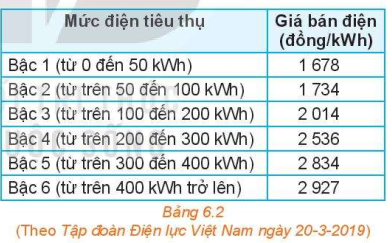 Mức điện tiêu thụ Giá bán điện (đồng/kWh)
Bậc 1 (từ 0 đến 50 kWh) 1 678
Bậc 2 (từ trên 50 đến 100 kWh) 1 734
Bậc 3 (từ trên 100 đến 200 kWh) 2 014
Bậc 4 (từ trên 200 đến 300 kWh) 2 536
Bậc 5 (từ trên 300 đến 400 kWh) 2 834
Bậc 6 (từ trên 400 kWh trở lên) 2 927
Bảng 6.2
(Theo Tập đoàn Điện lực Việt Nam ngày 20-3-2019)